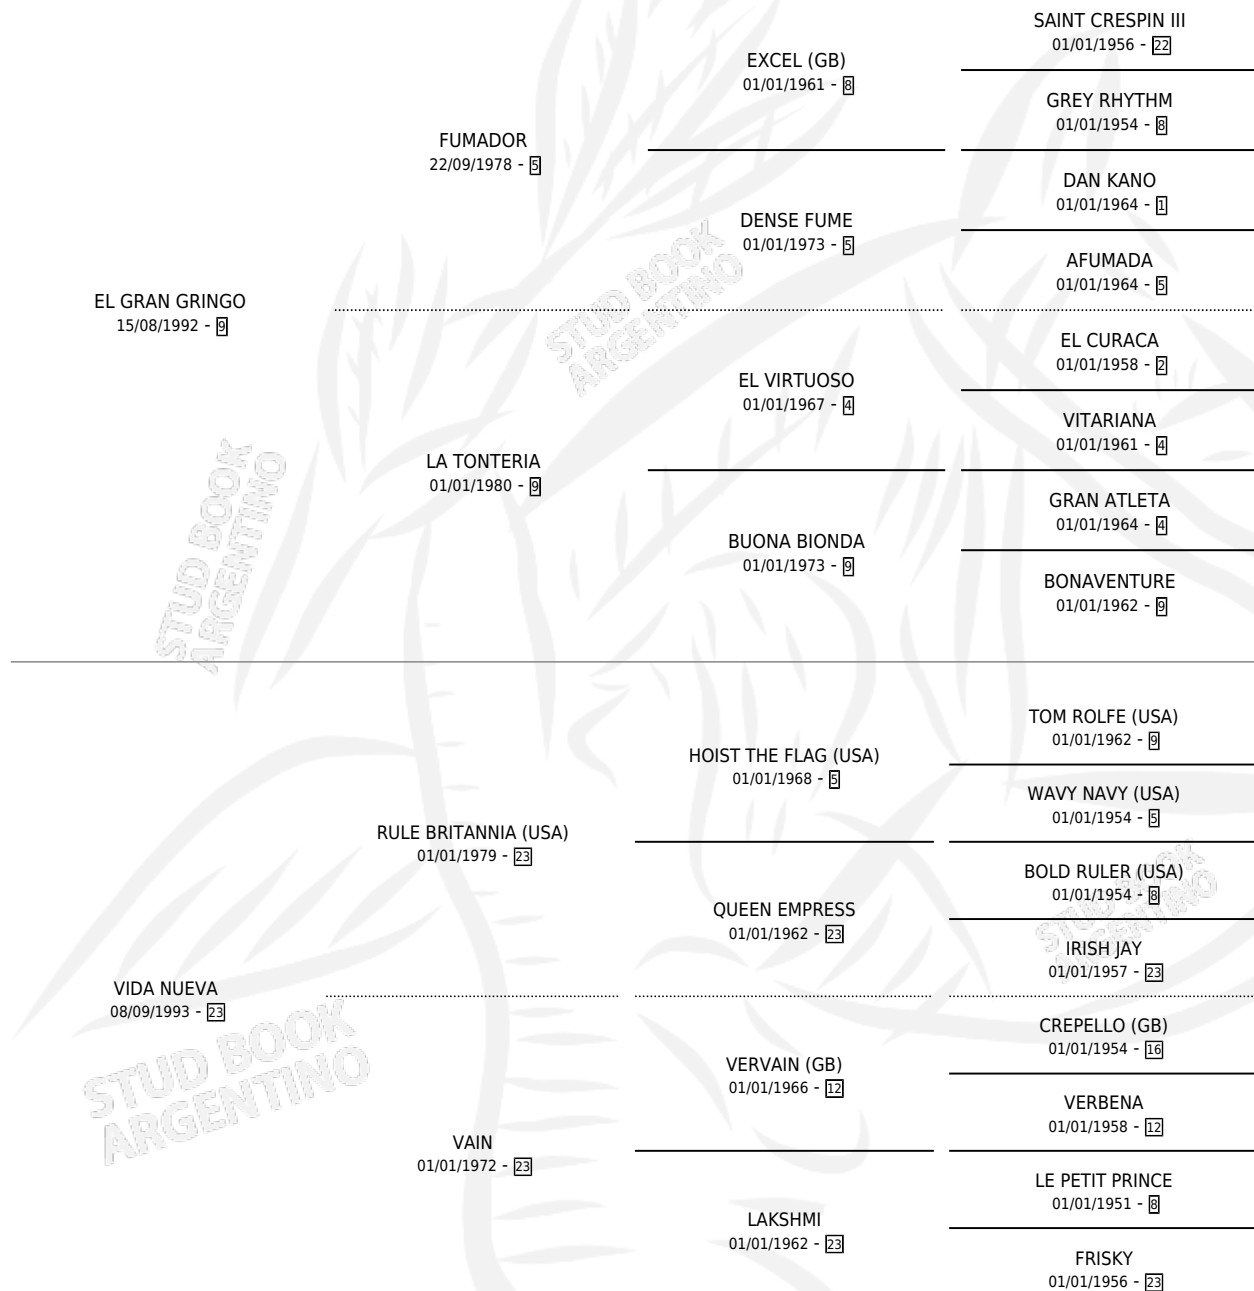 SAINT CRESPIN III
01/01/1956 - 22
EXCEL (GB)
01/01/1961 - 8
GREY RHYTHM
01/01/1954 - 8
FUMADOR
22/09/1978 - 5
DAN KANO
01/01/1964 - 1
DENSE FUME
01/01/1973 - 5
AFUMADA
01/01/1964 - 5
EL GRAN GRINGO
15/08/1992 - 9
EL CURACA
01/01/1958 - 2
EL VIRTUOSO
01/01/1967 - 4
VITARIANA
01/01/1961 - 4
LA TONTERIA
01/01/1980 - 9
GRAN ATLETA
01/01/1964 - 4
BUONA BIONDA
01/01/1973 - 9
BONAVENTURE
01/01/1962 - 9
TOM ROLFE (USA)
01/01/1962 - 9
HOIST THE FLAG (USA)
01/01/1968 - 5
WAVY NAVY (USA)
01/01/1954 - 5
RULE BRITANNIA (USA)
01/01/1979 - 23
BOLD RULER (USA)
01/01/1954 - 8
QUEEN EMPRESS
01/01/1962 - 23
IRISH JAY
01/01/1957 - 23
VIDA NUEVA
08/09/1993 - 23
CREPELLO (GB)
01/01/1954 - 16
VERVAIN (GB)
01/01/1966 - 12
VERBENA
01/01/1958 - 12
VAIN
01/01/1972 - 23
LE PETIT PRINCE
01/01/1951 - 8
LAKSHMI
01/01/1962 - 23
FRISKY
01/01/1956 - 23
STUD BOOK
ARGENTINO
STUD BOOK
ARGENTINO
STUD BOOK
ARGENTINO
STUD BOOK
ARGENTINO